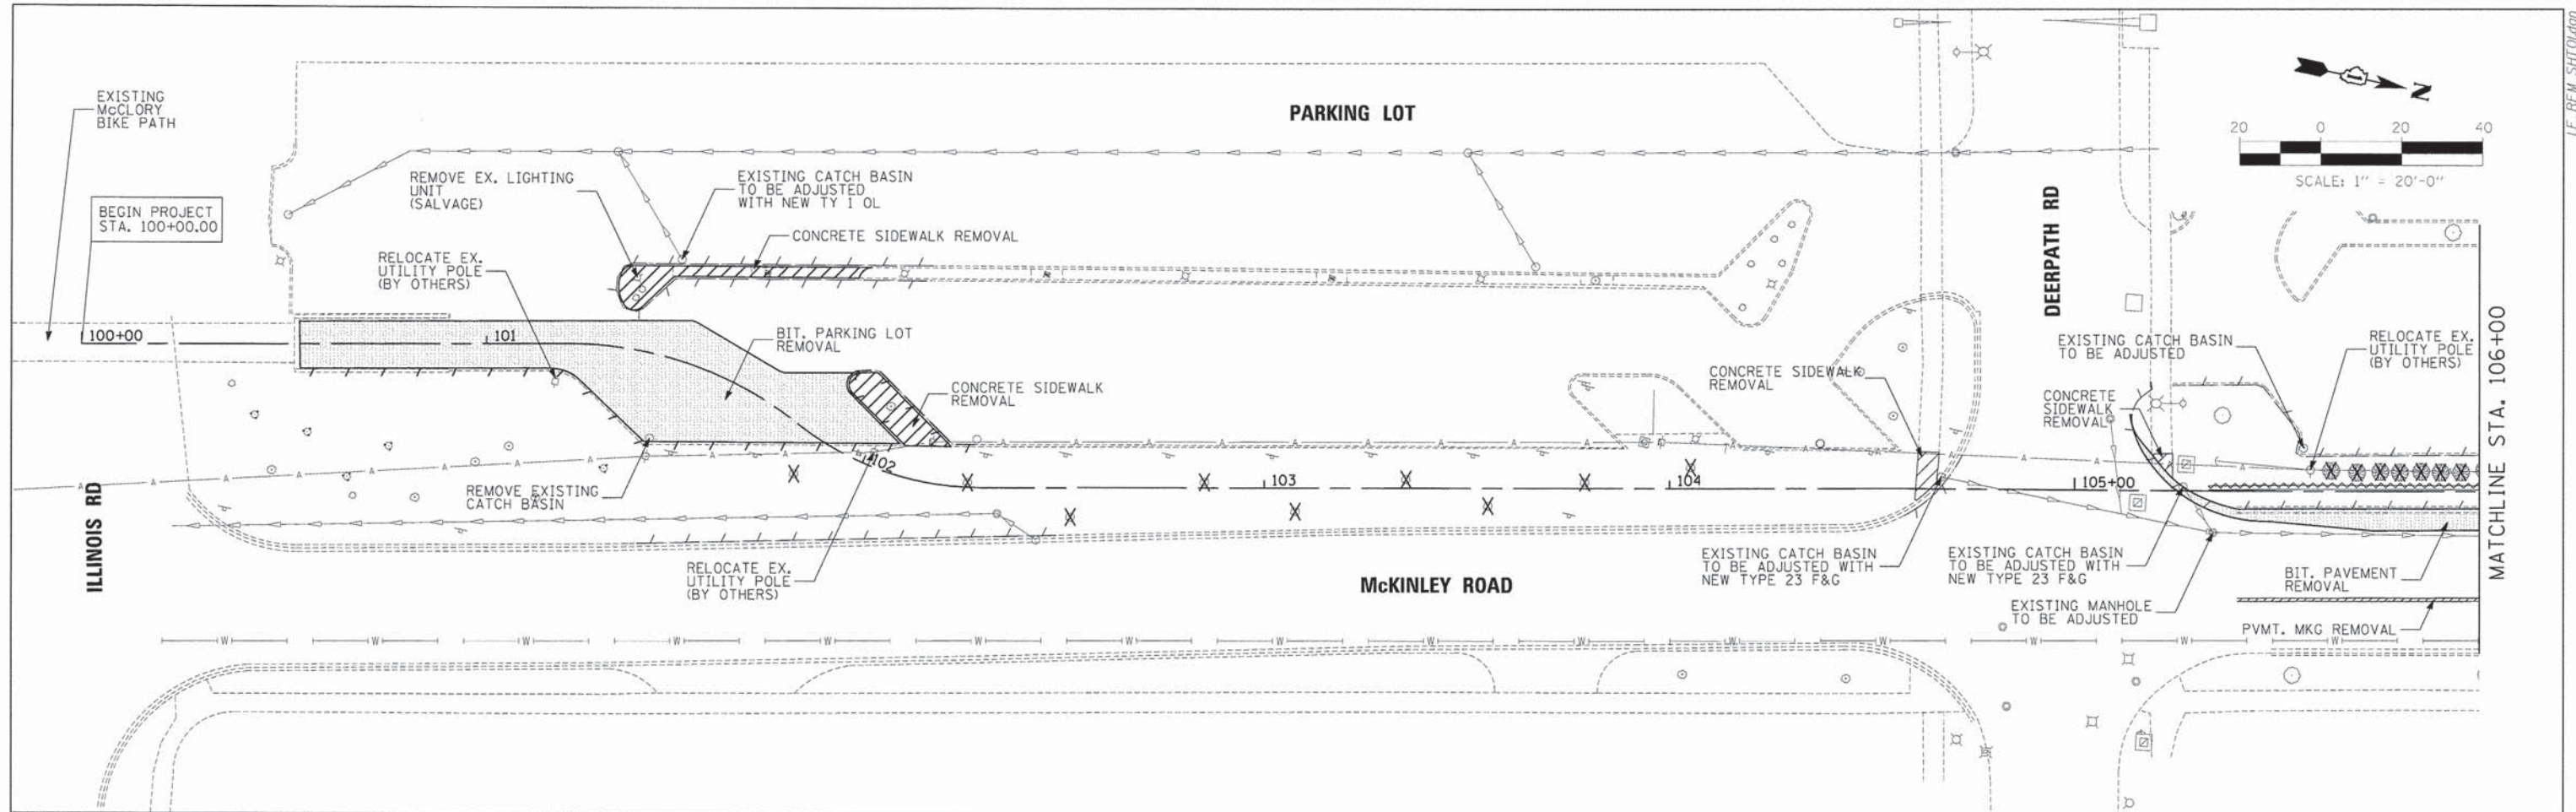 EXISTING
McCLORY
BIKE PATH
BEGIN PROJECT
STA. 100+00.00
REMOVE EX. LIGHTING
UNIT
(SALVAGE)
EXISTING CATCH BASIN
TO BE ADJUSTED
WITH NEW TY 1 OL
CONCRETE SIDEWALK REMOVAL
RELOCATE EX.
UTILITY POLE
(BY OTHERS)
PARKING LOT
N
20 0 20 40
SCALE: 1" = 20'-0"
DEERPATH RD
100+00
101
BIT. PARKING LOT
REMOVAL
CONCRETE SIDEWALK
REMOVAL
CONCRETE SIDEWALK
REMOVAL
EXISTING CATCH BASIN
TO BE ADJUSTED
RELOCATE EX.
UTILITY POLE
(BY OTHERS)
CONCRETE
SIDEWALK
REMOVAL
MATCHLINE STA. 106+00
102
103
104
105+00
REMOVE EXISTING
CATCH BASIN
ILLINOIS RD
RELOCATE EX.
UTILITY POLE
(BY OTHERS)
McKINLEY ROAD
EXISTING CATCH BASIN
TO BE ADJUSTED WITH
NEW TYPE 23 F&G
EXISTING CATCH BASIN
TO BE ADJUSTED WITH
NEW TYPE 23 F&G
EXISTING MANHOLE
TO BE ADJUSTED
BIT. PAVEMENT
REMOVAL
PVMT. MKG REMOVAL
A A A A A A A A A A A A A A A
W W W W W W W W W W W W W W